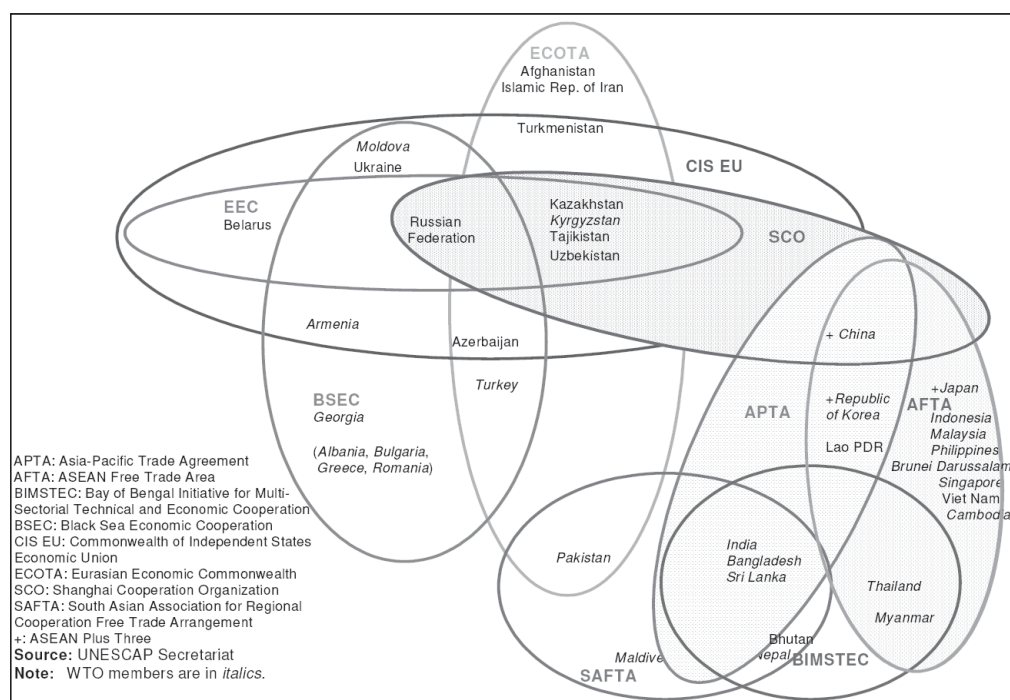 ECOTA
Afghanistan
Islamic Rep. of Iran
Turkmenistan
Moldova
Ukraine
CIS EU
EEC
Belarus
Russian
Federation
Kazakhstan
Kyrgyzstan
Tajikistan
Uzbekistan
SCO
Armenia
Azerbaijan
+ China
Turkey
BSEC
Georgia
(Albania, Bulgaria,
Greece, Romania)
APTA
+Republic
of Korea
Lao PDR
AFTA
+Japan
Indonesia
Malaysia
Philippines
Brunei Darussalam
Singapore
Viet Nam
Cambodia
Pakistan
India
Bangladesh
Sri Lanka
Thailand
Myanmar
Maldive
SAFTA
Bhutan
Nepal
BIMSTEC
APTA: Asia-Pacific Trade Agreement
AFTA: ASEAN Free Trade Area
BIMSTEC: Bay of Bengal Initiative for Multi-
Sectorial Technical and Economic Cooperation
BSEC: Black Sea Economic Cooperation
CIS EU: Commonwealth of Independent States
Economic Union
ECOTA: Eurasian Economic Commonwealth
SCO: Shanghai Cooperation Organization
SAFTA: South Asian Association for Regional
Cooperation Free Trade Arrangement
+: ASEAN Plus Three
Source: UNESCAP Secretariat
Note: WTO members are in italics.